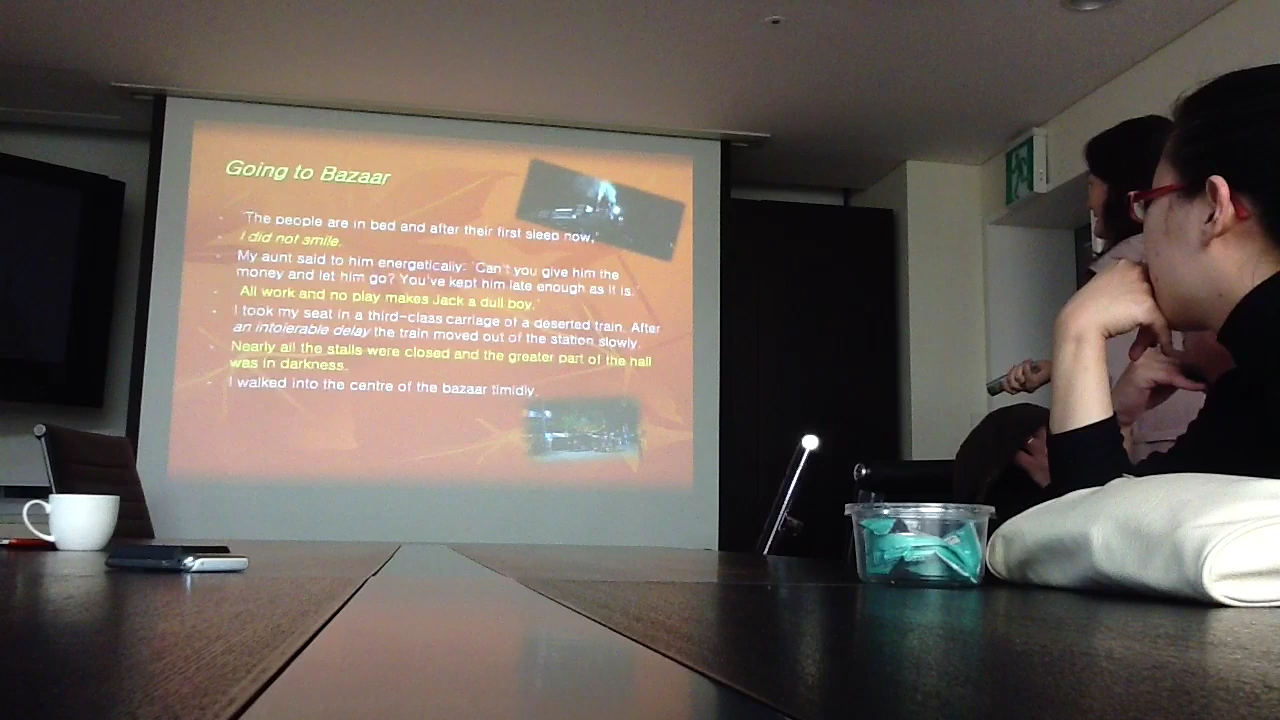 Going to Bazaar
- 'The people are in bed and after their first sleep now,'
I did not smile.
- My aunt said to him energetically: 'Can't you give him the
money and let him go? You've kept him late enough as it is.'
- 'All work and no play makes Jack a dull boy.'
- I took my seat in a third-class carriage of a deserted train. After
an intolerable delay the train moved out of the station slowly.
- Nearly all the stalls were closed and the greater part of the hall
was in darkness.
- I walked into the centre of the bazaar timidly.